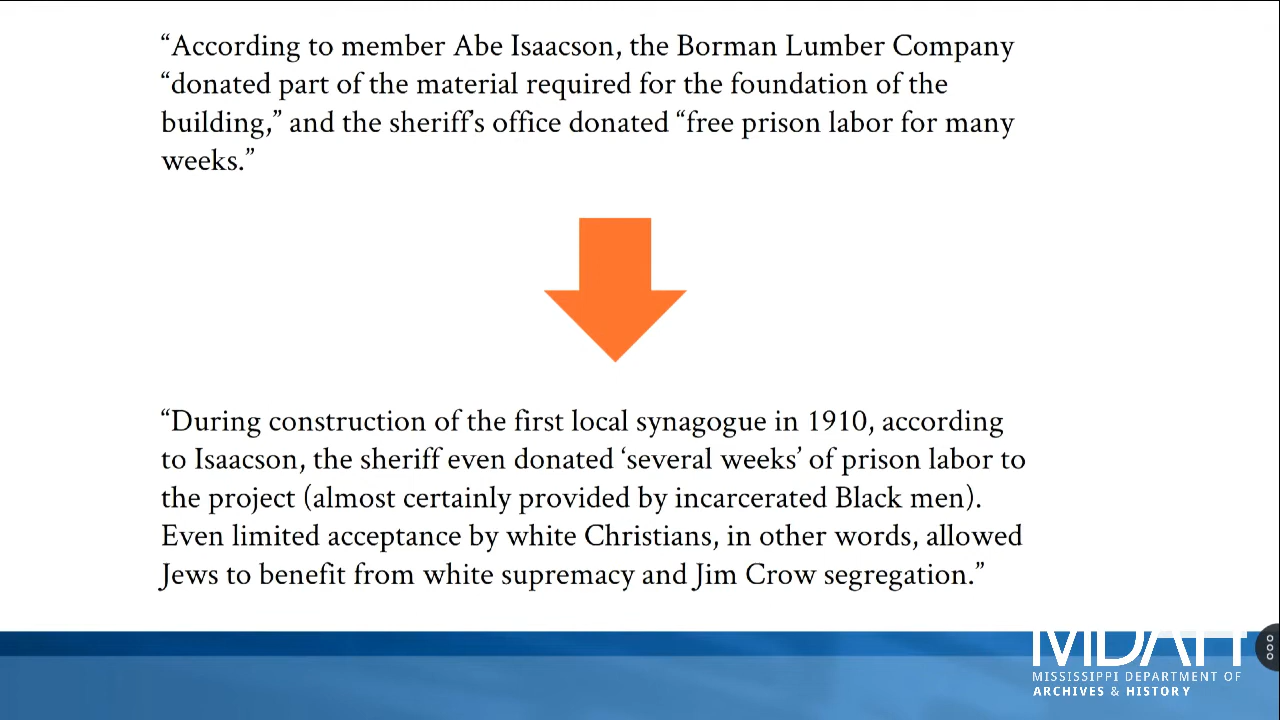 “According to member Abe Isaacson, the Borman Lumber Company
“donated part of the material required for the foundation of the
building,” and the sheriff’s office donated “free prison labor for many
weeks.”
“During construction of the first local synagogue in 1910, according
to Isaacson, the sheriff even donated ‘several weeks’ of prison labor to
the project (almost certainly provided by incarcerated Black men).
Even limited acceptance by white Christians, in other words, allowed
Jews to benefit from white supremacy and Jim Crow segregation.”
MDAH
MISSISSIPPI DEPARTMENT OF
ARCHIVES & HISTORY